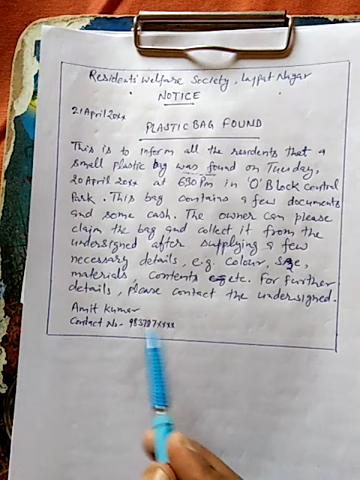 Residents Welfare Society, Lajpat Nagar
NOTICE
21 April 20xx
PLASTIC BAG FOUND
This is to inform all the residents that a
small plastic bag was found on Tuesday,
20 April 20xx at 6:30 Pm in 'O' Block Central
Park. This bag contains a few documents
and some cash. The owner can please
claim the bag and collect it from the
undersigned after supplying a few
necessary details, e.g. colour, size,
material, contents etc. For further
details, please contact the undersigned.
Amit Kumar
Contact No- 983787xxxx